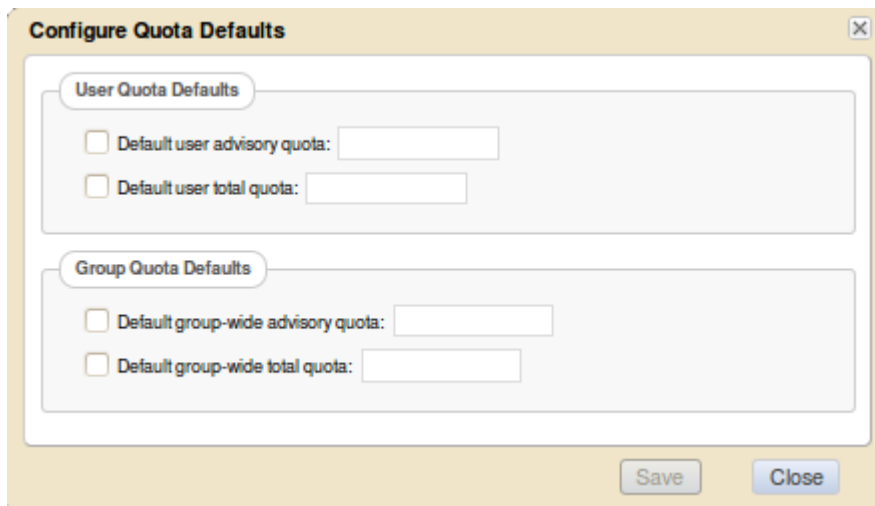 Configure Quota Defaults
User Quota Defaults
Default user advisory quota:
Default user total quota:
Group Quota Defaults
Default group-wide advisory quota:
Default group-wide total quota:
Save Close